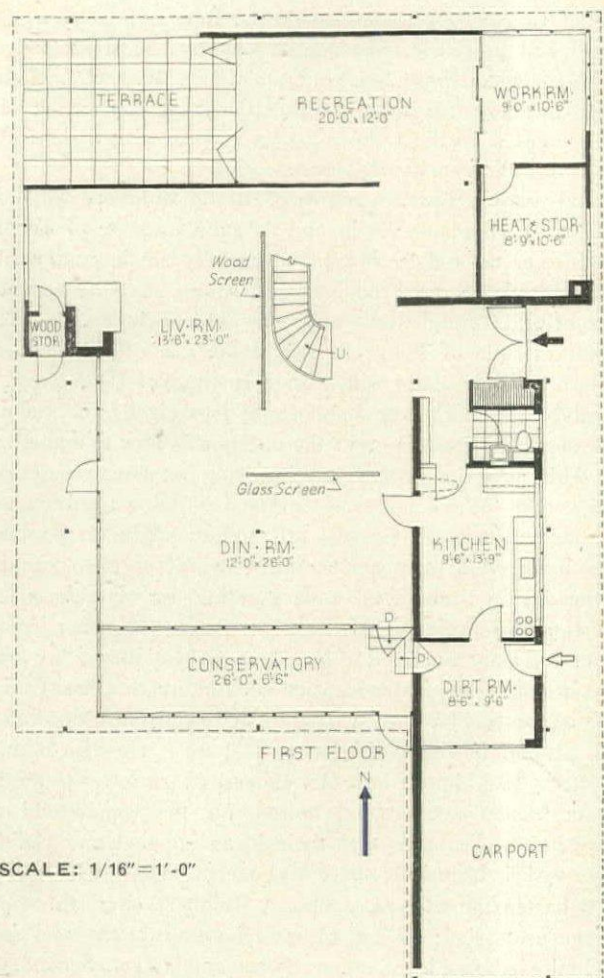 TERRACE
RECREATION
20'-0" x 12'-0"
WORK RM.
9'-0" x 10'-6"
HEAT & STOR.
8'-9" x 10'-6"
Wood
Screen
WOOD
STOR.
LIV. RM.
13'-6" x 23'-0"
U.
Glass Screen
KITCHEN
9'-6" x 13'-9"
DIN. RM.
12'-0" x 26'-0"
D
D
CONSERVATORY
26'-0" x 6'-6"
DIRT RM.
8'-6" x 9'-6"
FIRST FLOOR
N
CAR PORT
SCALE: 1/16"=1'-0"